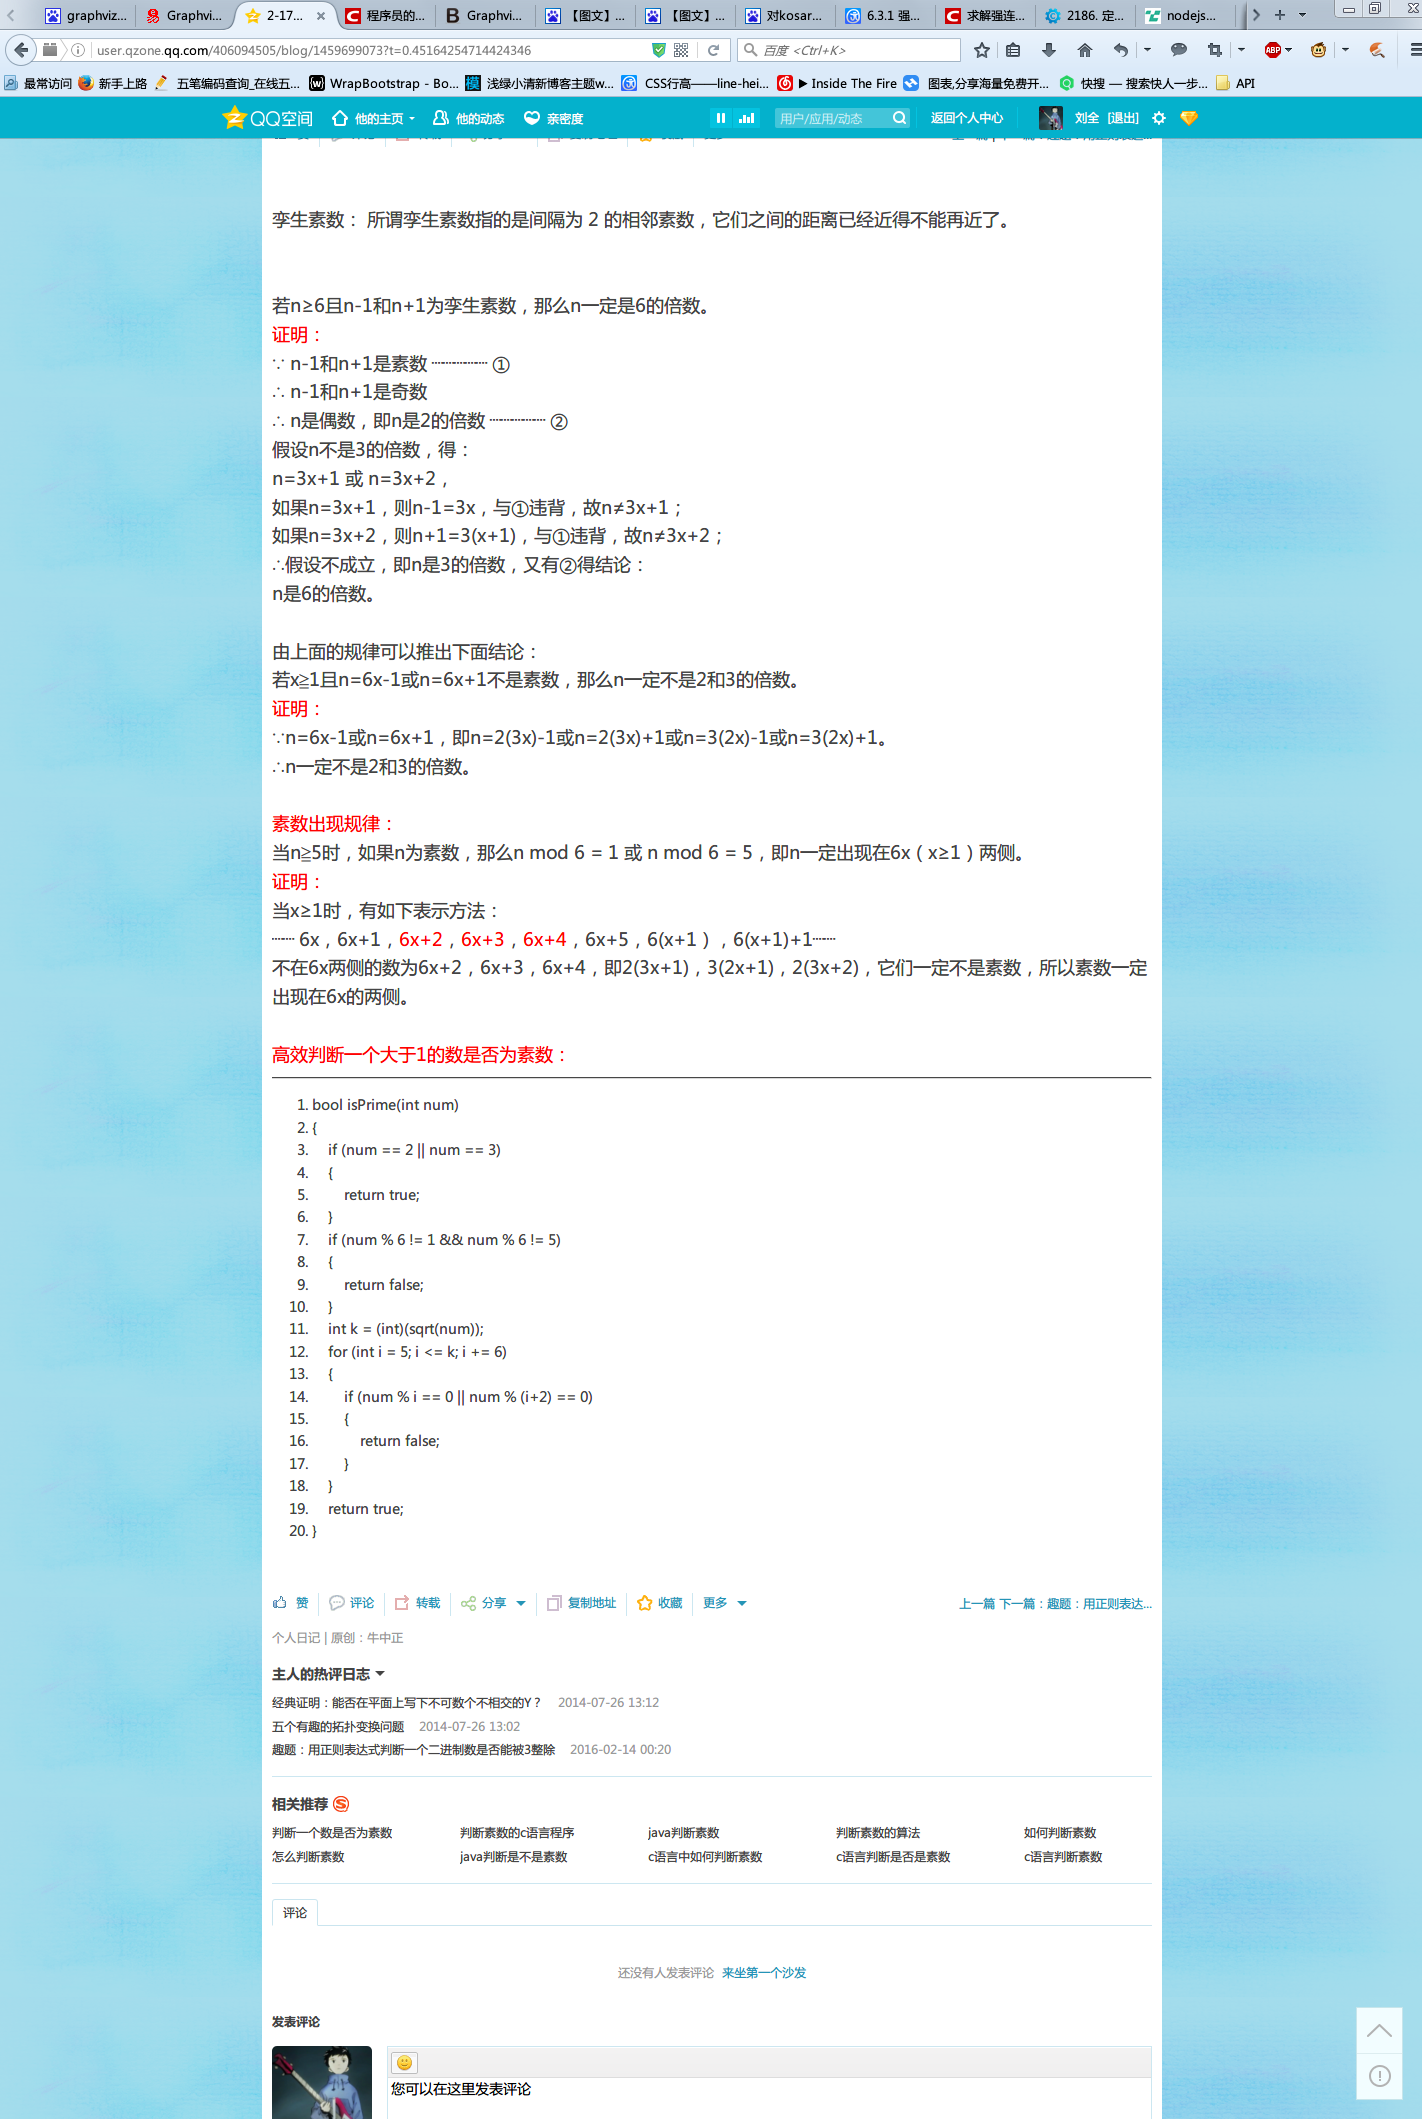 graphviz...
Graphvi...
2-17...
程序员的...
Graphvi...
【图文】...
【图文】...
对kosar...
6.3.1 强...
求解强连...
2186. 定...
nodejs...
user.qzone.qq.com/406094505/blog/1459699073?t=0.45164254714424346
百度 <Ctrl+K>
最常访问 新手上路 五笔编码查询_在线五... WrapBootstrap - Bo... 浅绿小清新博客主题w... CSS行高——line-hei... ▶ Inside The Fire 图表,分享海量免费开... 快搜 — 搜索快人一步... API
QQ空间 他的主页 他的动态 亲密度 用户/应用/动态 返回个人中心 刘全 [退出]
孪生素数： 所谓孪生素数指的是间隔为 2 的相邻素数，它们之间的距离已经近得不能再近了。
若n≥6且n-1和n+1为孪生素数，那么n一定是6的倍数。
证明：
∵ n-1和n+1是素数 ┈┈┈┈ ①
∴ n-1和n+1是奇数
∴ n是偶数，即n是2的倍数 ┈┈┈┈ ②
假设n不是3的倍数，得：
n=3x+1 或 n=3x+2，
如果n=3x+1，则n-1=3x，与①违背，故n≠3x+1；
如果n=3x+2，则n+1=3(x+1)，与①违背，故n≠3x+2；
∴假设不成立，即n是3的倍数，又有②得结论：
n是6的倍数。
由上面的规律可以推出下面结论：
若x≧1且n=6x-1或n=6x+1不是素数，那么n一定不是2和3的倍数。
证明：
∵n=6x-1或n=6x+1，即n=2(3x)-1或n=2(3x)+1或n=3(2x)-1或n=3(2x)+1。
∴n一定不是2和3的倍数。
素数出现规律：
当n≧5时，如果n为素数，那么n mod 6 = 1 或 n mod 6 = 5，即n一定出现在6x（x≥1）两侧。
证明：
当x≥1时，有如下表示方法：
┈┈ 6x，6x+1，6x+2，6x+3，6x+4，6x+5，6(x+1），6(x+1)+1┈┈
不在6x两侧的数为6x+2，6x+3，6x+4，即2(3x+1)，3(2x+1)，2(3x+2)，它们一定不是素数，所以素数一定
出现在6x的两侧。
高效判断一个大于1的数是否为素数：
1. bool isPrime(int num)
2. {
3. if (num == 2 || num == 3)
4. {
5. return true;
6. }
7. if (num % 6 != 1 && num % 6 != 5)
8. {
9. return false;
10. }
11. int k = (int)(sqrt(num));
12. for (int i = 5; i <= k; i += 6)
13. {
14. if (num % i == 0 || num % (i+2) == 0)
15. {
16. return false;
17. }
18. }
19. return true;
20. }
赞 评论 转载 分享 复制地址 收藏 更多 上一篇 下一篇：趣题：用正则表达...
个人日记 | 原创：牛中正
主人的热评日志
经典证明：能否在平面上写下不可数个不相交的Y？ 2014-07-26 13:12
五个有趣的拓扑变换问题 2014-07-26 13:02
趣题：用正则表达式判断一个二进制数是否能被3整除 2016-02-14 00:20
相关推荐
判断一个数是否为素数 判断素数的c语言程序 java判断素数 判断素数的算法 如何判断素数
怎么判断素数 java判断是不是素数 c语言中如何判断素数 c语言判断是否是素数 c语言判断素数
评论
还没有人发表评论 来坐第一个沙发
发表评论
您可以在这里发表评论